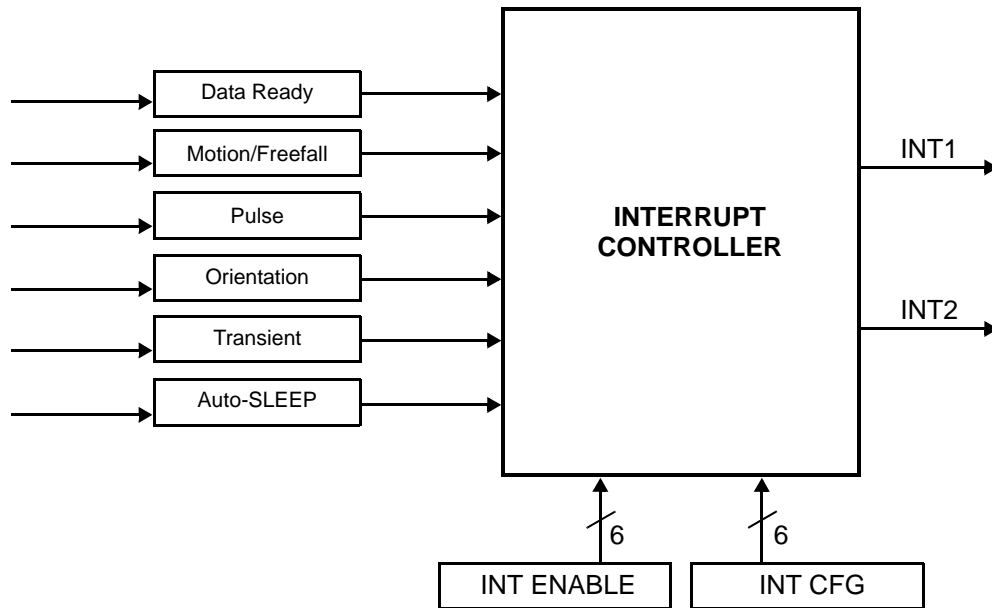 Data Ready
Motion/Freefall
Pulse
Orientation
Transient
Auto-SLEEP
INTERRUPT
CONTROLLER
INT1
INT2
6
6
INT ENABLE
INT CFG